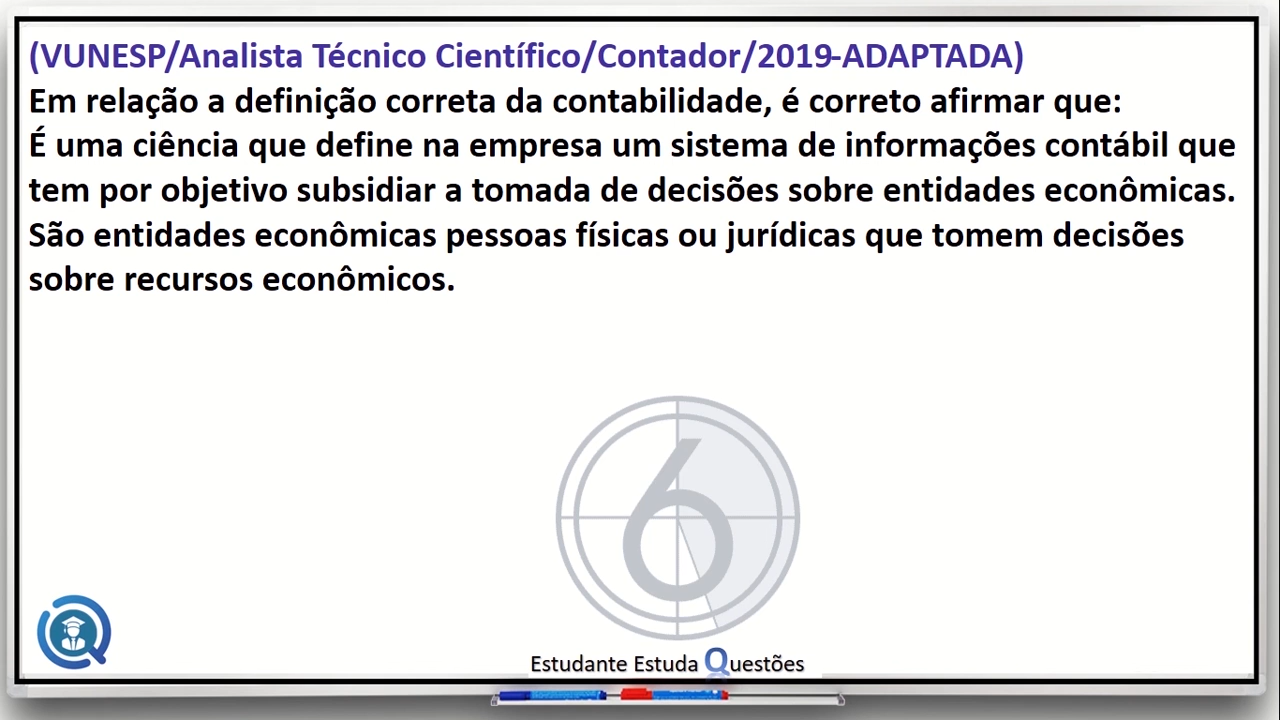 (VUNESP/Analista Técnico Científico/Contador/2019-ADAPTADA)
Em relação a definição correta da contabilidade, é correto afirmar que:
É uma ciência que define na empresa um sistema de informações contábil que
tem por objetivo subsidiar a tomada de decisões sobre entidades econômicas.
São entidades econômicas pessoas físicas ou jurídicas que tomem decisões
sobre recursos econômicos.
6
Estudante Estuda Questões